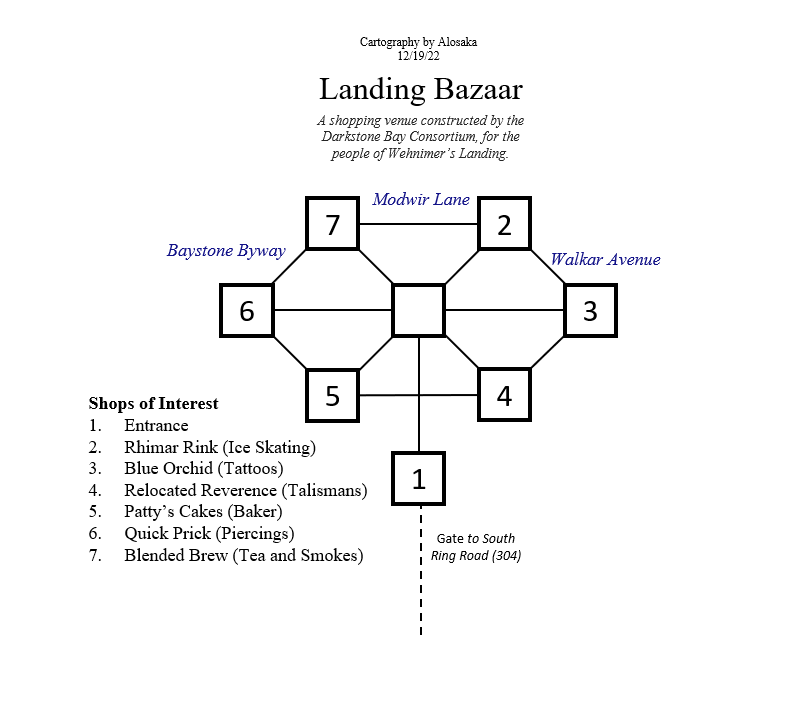 Cartography by Alosaka
12/19/22
Landing Bazaar
A shopping venue constructed by the
Darkstone Bay Consortium, for the
people of Wehnimer's Landing.
Modwir Lane
7
2
Baystone Byway
Walkar Avenue
6
3
5
4
Shops of Interest
1. Entrance
2. Rhimar Rink (Ice Skating)
3. Blue Orchid (Tattoos)
4. Relocated Reverence (Talismans)
5. Patty's Cakes (Baker)
6. Quick Prick (Piercings)
7. Blended Brew (Tea and Smokes)
1
Gate to South
Ring Road (304)